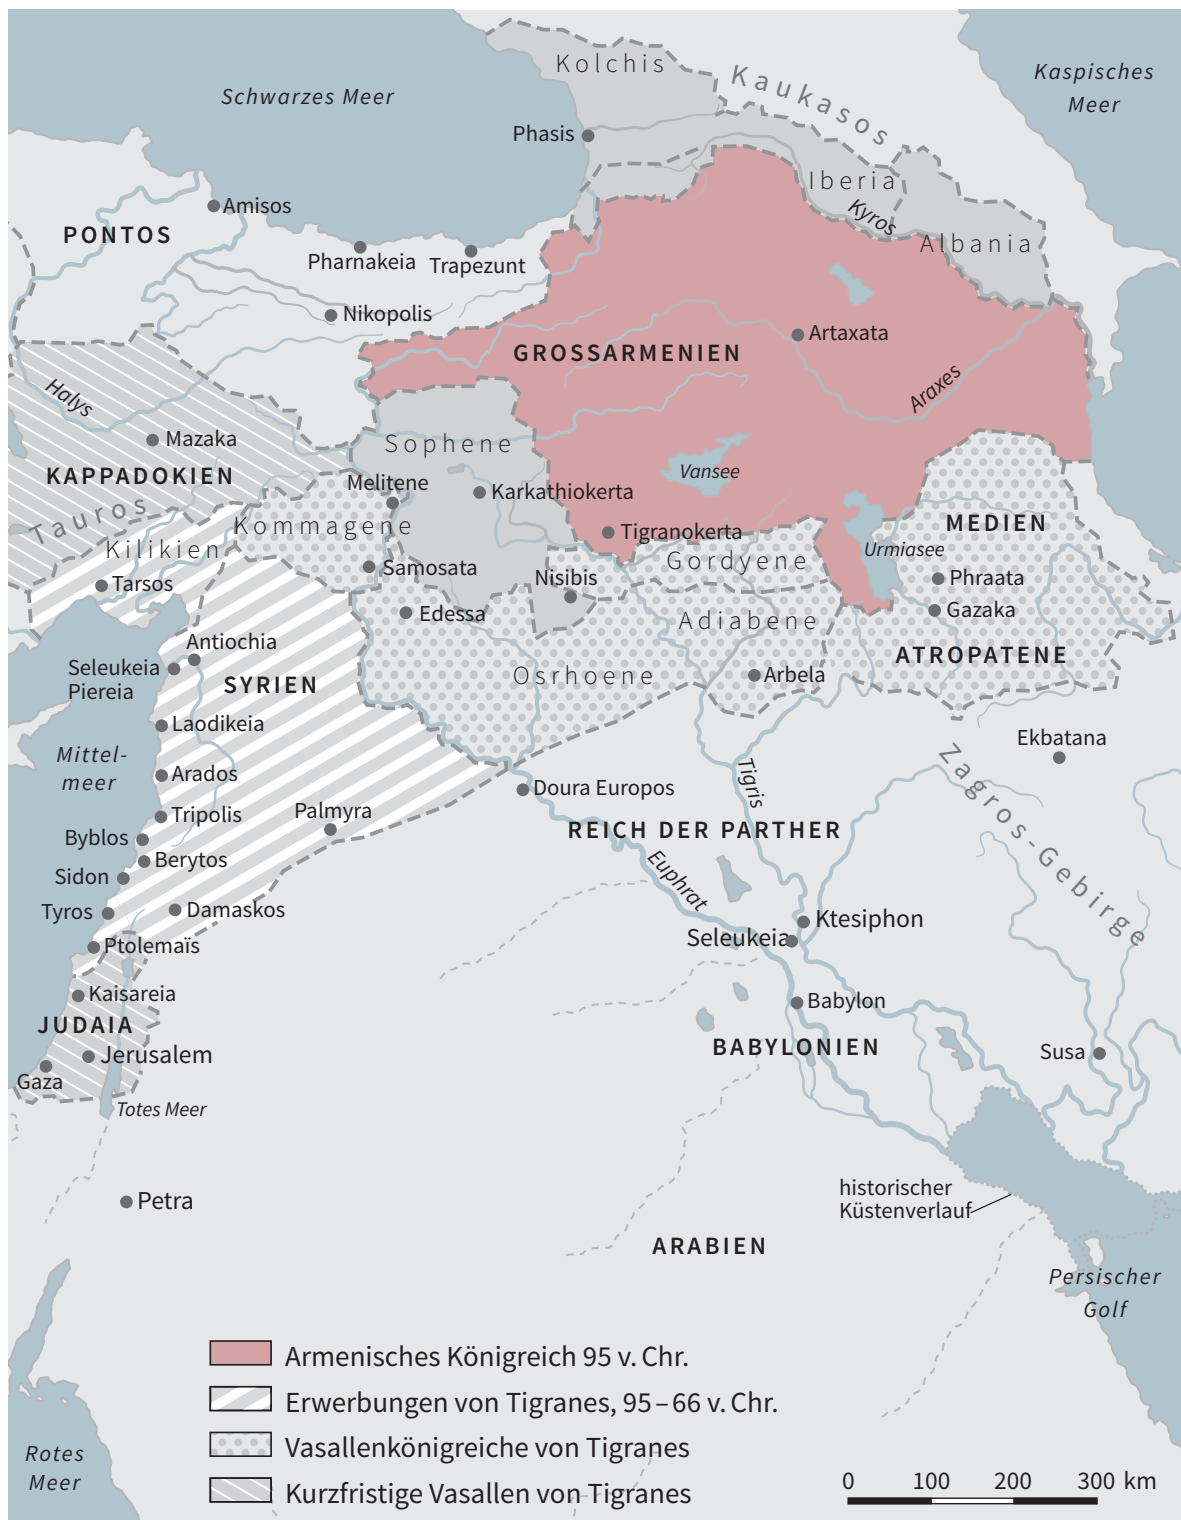 Kolchis
Kaukasos
Kaspisches
Meer
Schwarzes Meer
Phasis
Iberia
Kyros
Albania
Amisos
PONTOS
Pharnakeia
Trapezunt
Nikopolis
GROSSARMENIEN
Artaxata
Araxes
Halys
Mazaka
KAPPADOKIEN
Sophene
Melitene
Karkathiokerta
Vansee
Tauros
Kommagene
Kilikien
Tigranokerta
Gordyene
Urmiasee
MEDIEN
Tarsos
Samosata
Nisibis
Phraata
Edessa
Gazaka
Adiabene
Antiochia
Seleukeia
Piereia
SYRIEN
Osrhoene
Arbela
ATROPATENE
Laodikeia
Ekbatana
Mittel-
meer
Arados
Tigris
Zagros-Gebirge
Doura Europos
Tripolis
Palmyra
Byblos
REICH DER PARTHER
Berytos
Sidon
Euphrat
Tyros
Damaskos
Ktesiphon
Seleukeia
Ptolemaïs
Kaisareia
Babylon
JUDAIA
BABYLONIEN
Jerusalem
Susa
Gaza
Totes Meer
Petra
historischer
Küstenverlauf
ARABIEN
Persischer
Golf
Rotes
Meer
Armenisches Königreich 95 v. Chr.
Erwerbungen von Tigranes, 95–66 v. Chr.
Vasallenkönigreiche von Tigranes
Kurzfristige Vasallen von Tigranes
0 100 200 300 km